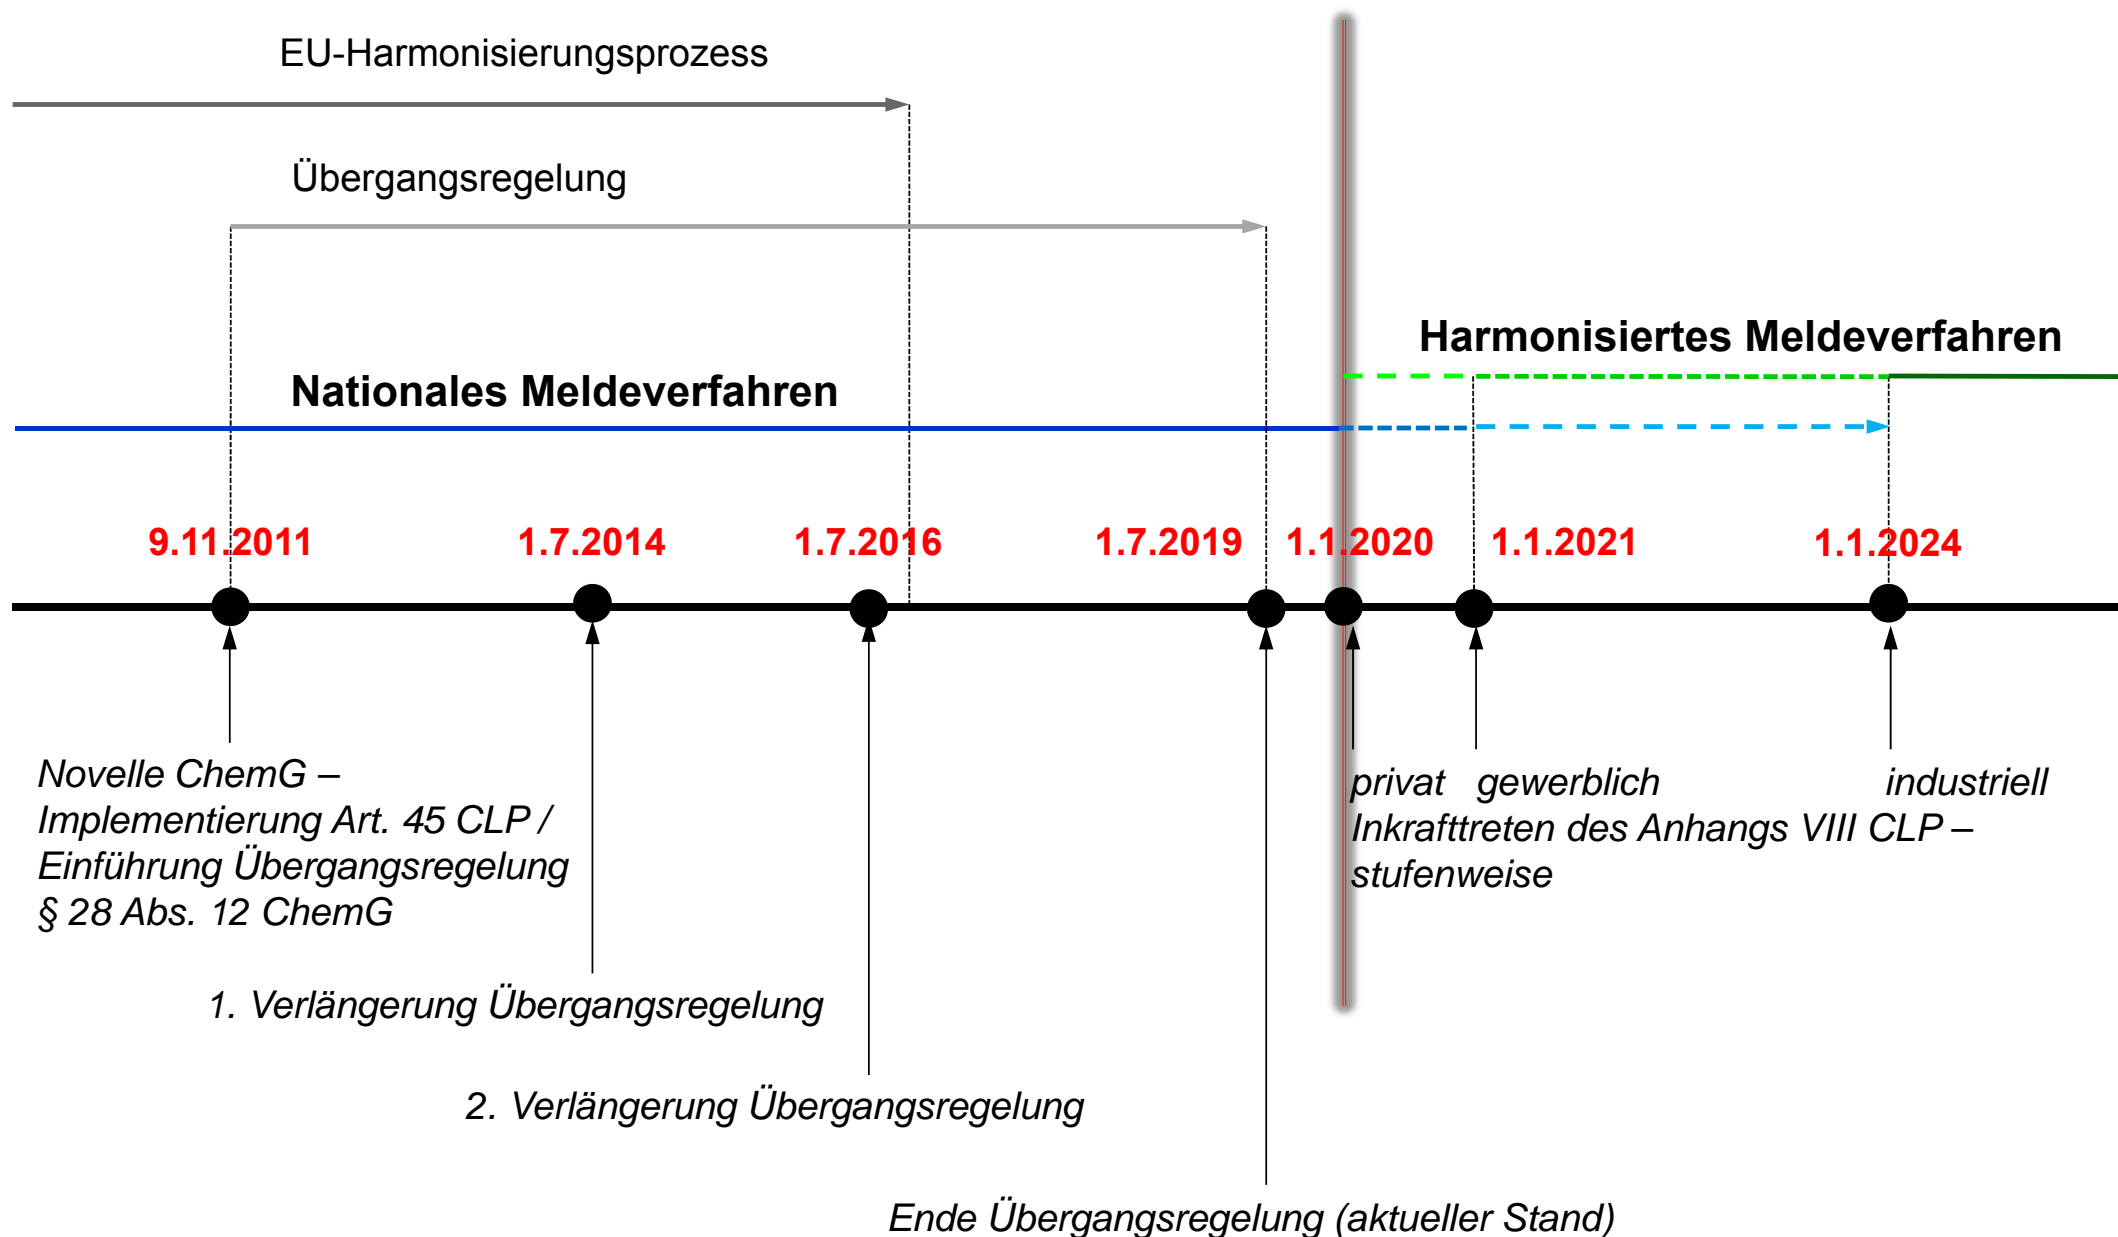 EU-Harmonisierungsprozess
Übergangsregelung
Harmonisiertes Meldeverfahren
Nationales Meldeverfahren
9.11.2011
1.7.2014
1.7.2016
1.7.2019
1.1.2020
1.1.2021
1.1.2024
Novelle ChemG –
Implementierung Art. 45 CLP /
Einführung Übergangsregelung
§ 28 Abs. 12 ChemG
privat gewerblich industriell
Inkrafttreten des Anhangs VIII CLP –
stufenweise
1. Verlängerung Übergangsregelung
2. Verlängerung Übergangsregelung
Ende Übergangsregelung (aktueller Stand)